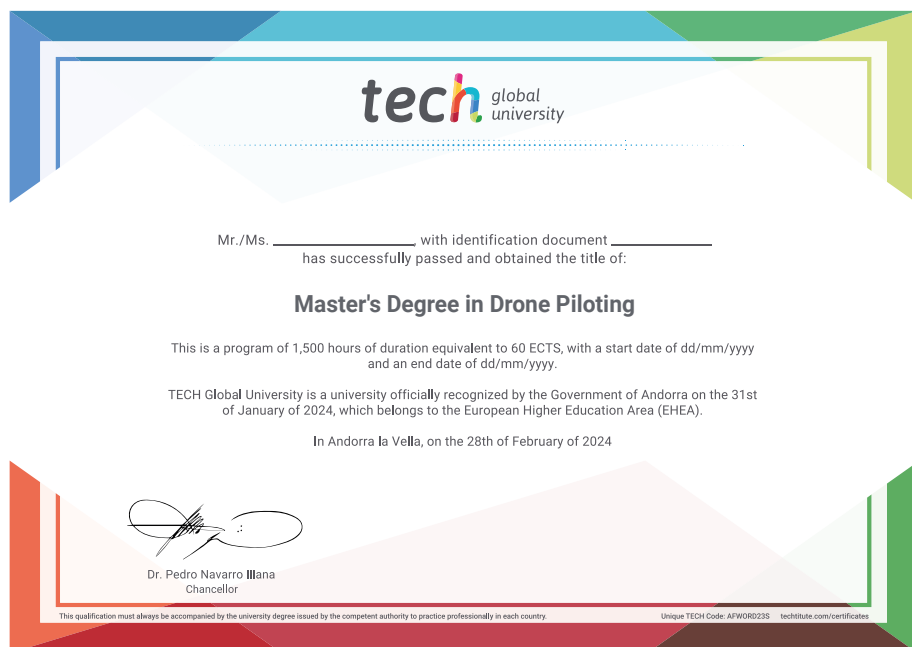 tech global university
Mr./Ms. ____________, with identification document ____________
has successfully passed and obtained the title of:
Master's Degree in Drone Piloting
This is a program of 1,500 hours of duration equivalent to 60 ECTS, with a start date of dd/mm/yyyy
and an end date of dd/mm/yyyy.
TECH Global University is a university officially recognized by the Government of Andorra on the 31st
of January of 2024, which belongs to the European Higher Education Area (EHEA).
In Andorra la Vella, on the 28th of February of 2024
Dr. Pedro Navarro Illana
Chancellor
This qualification must always be accompanied by the university degree issued by the competent authority to practice professionally in each country.
Unique TECH Code: AFWORD23S techtitute.com/certificates